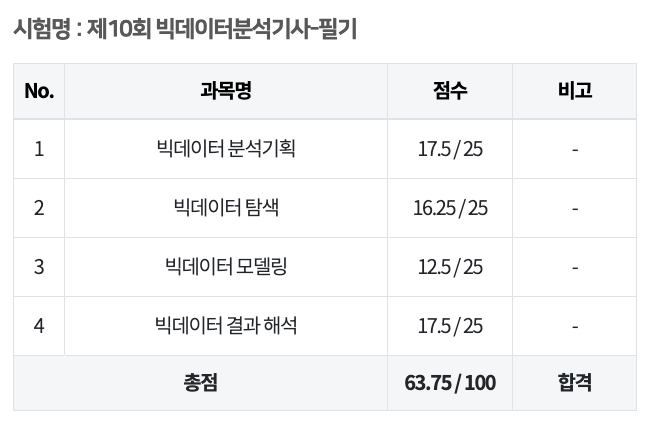 시험명 : 제10회 빅데이터분석기사-필기
No. 과목명 점수 비고
1 빅데이터 분석기획 17.5 / 25 -
2 빅데이터 탐색 16.25 / 25 -
3 빅데이터 모델링 12.5 / 25 -
4 빅데이터 결과 해석 17.5 / 25 -
총점 63.75 / 100 합격